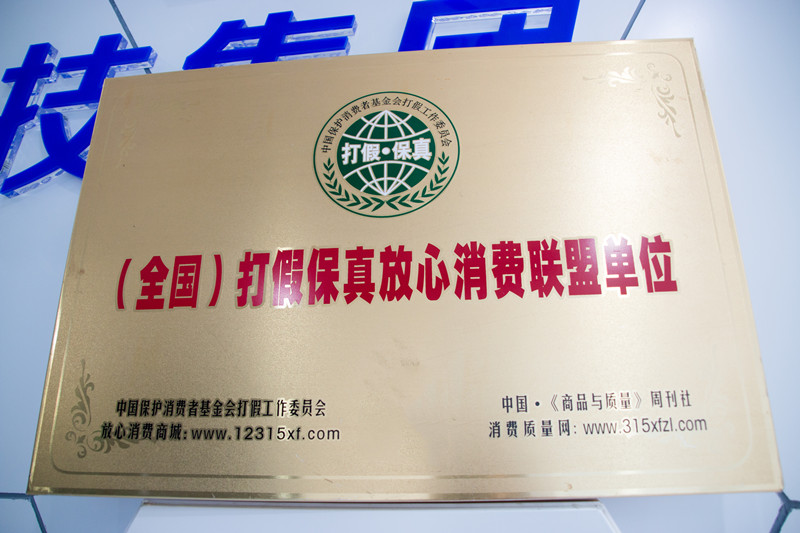 技集团
中国保护消费者基金会打假工作委员会
打假·保真
(全国)打假保真放心消费联盟单位
中国保护消费者基金会打假工作委员会
放心消费商城:www.12315xf.com
中国·《商品与质量》周刊社
消费质量网:www.315xfzl.com